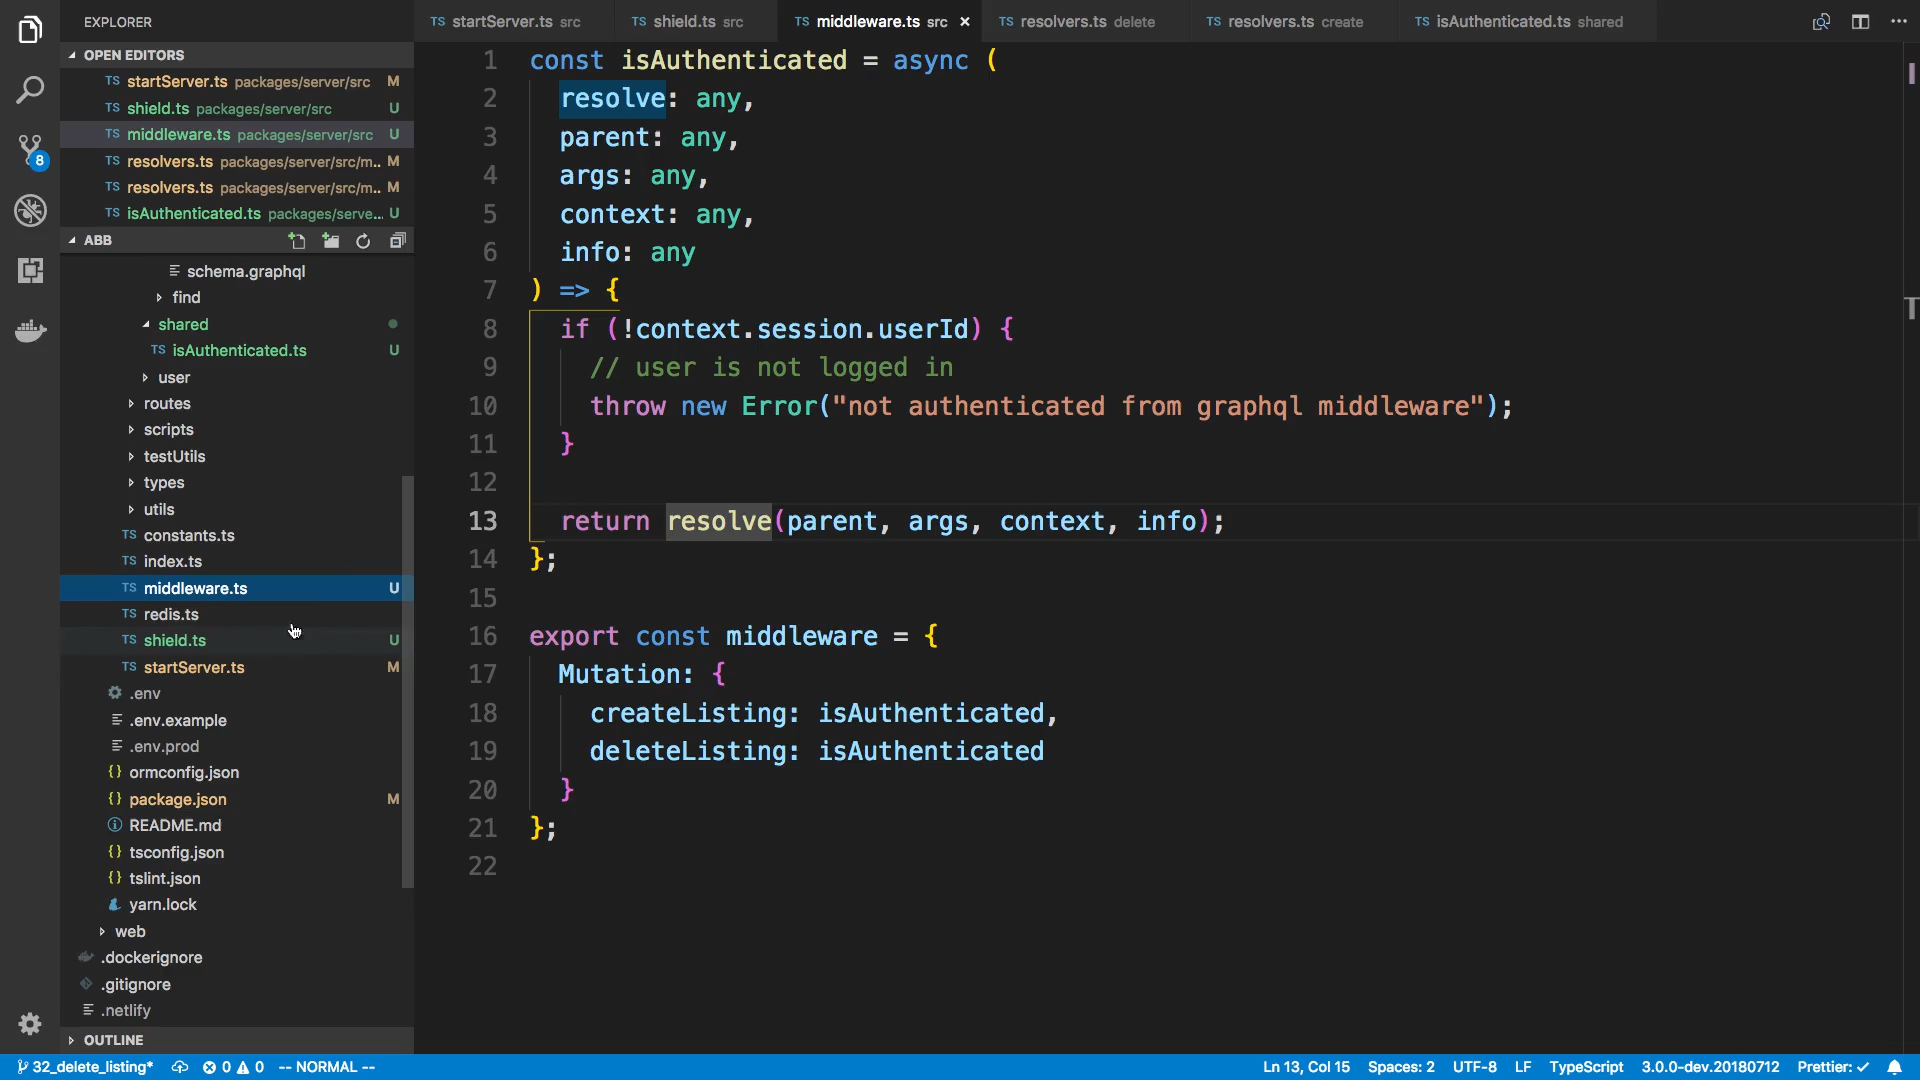 EXPLORER
OPEN EDITORS
TS startServer.ts packages/server/src M
TS shield.ts packages/server/src U
TS middleware.ts packages/server/src U
TS resolvers.ts packages/server/src/m... M
TS resolvers.ts packages/server/src/m... M
TS isAuthenticated.ts packages/serve... U
ABB
schema.graphql
find
shared
TS isAuthenticated.ts U
user
routes
scripts
testUtils
types
utils
TS constants.ts
TS index.ts
TS middleware.ts U
TS redis.ts
TS shield.ts U
TS startServer.ts M
.env
.env.example
.env.prod
{} ormconfig.json
{} package.json M
README.md
{} tsconfig.json
{} tslint.json
yarn.lock
web
.dockerignore
.gitignore
.netlify
OUTLINE
8
TS startServer.ts src
TS shield.ts src
TS middleware.ts src ×
TS resolvers.ts delete
TS resolvers.ts create
TS isAuthenticated.ts shared
1 const isAuthenticated = async (
2 resolve: any,
3 parent: any,
4 args: any,
5 context: any,
6 info: any
7 ) => {
8 if (!context.session.userId) {
9 // user is not logged in
10 throw new Error("not authenticated from graphql middleware");
11 }
12
13 return resolve(parent, args, context, info);
14 };
15
16 export const middleware = {
17 Mutation: {
18 createListing: isAuthenticated,
19 deleteListing: isAuthenticated
20 }
21 };
22
32_delete_listing* 0 0 -- NORMAL -- Ln 13, Col 15 Spaces: 2 UTF-8 LF TypeScript 3.0.0-dev.20180712 Prettier: ✓